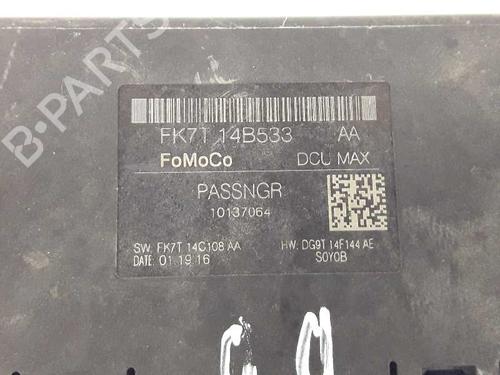 B-PARTS
FK7T 14B533 AA
FoMoCo DCU MAX
PASSNGR
10137064
SW: FK7T 14C108 AA HW: DG9T 14F144 AE
DATE: 01.19.16 S0Y0B